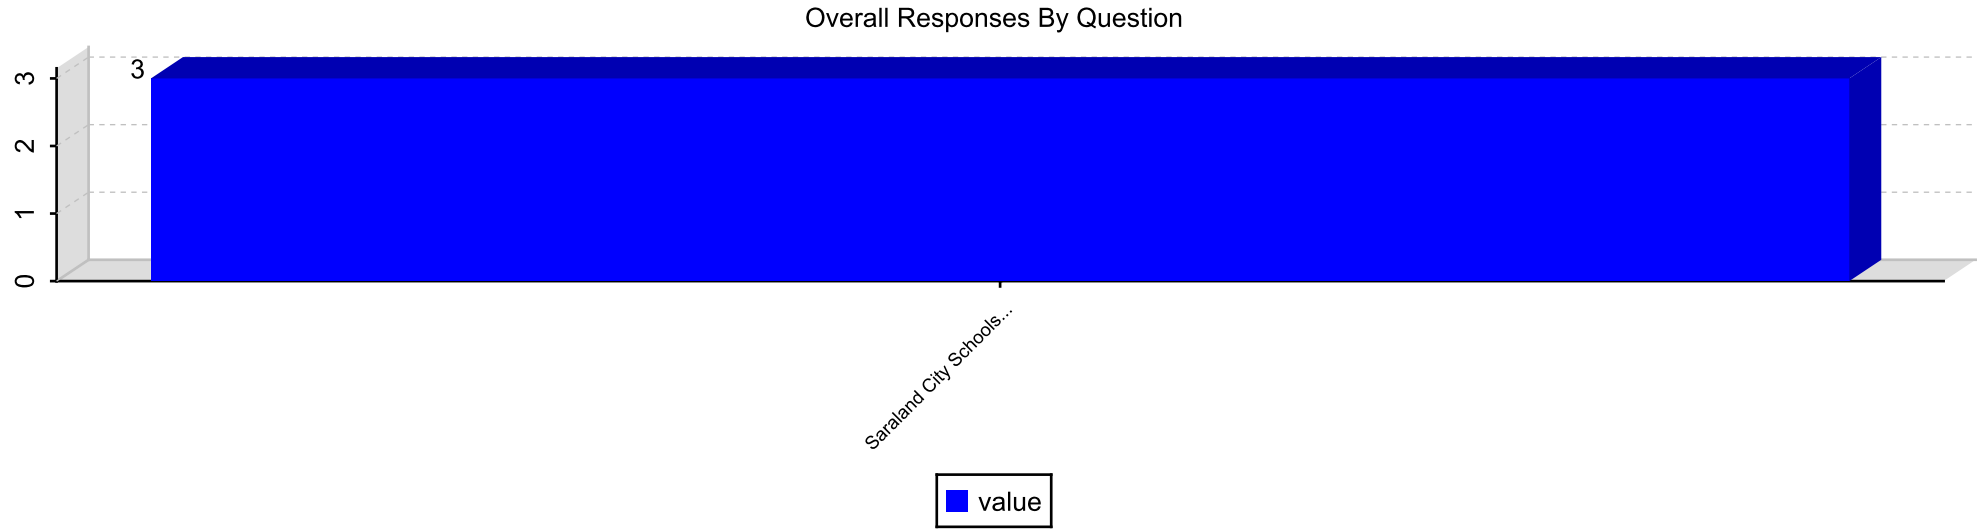 Overall Responses By Question
3
3
2
1
0
Saraland City Schools...
value